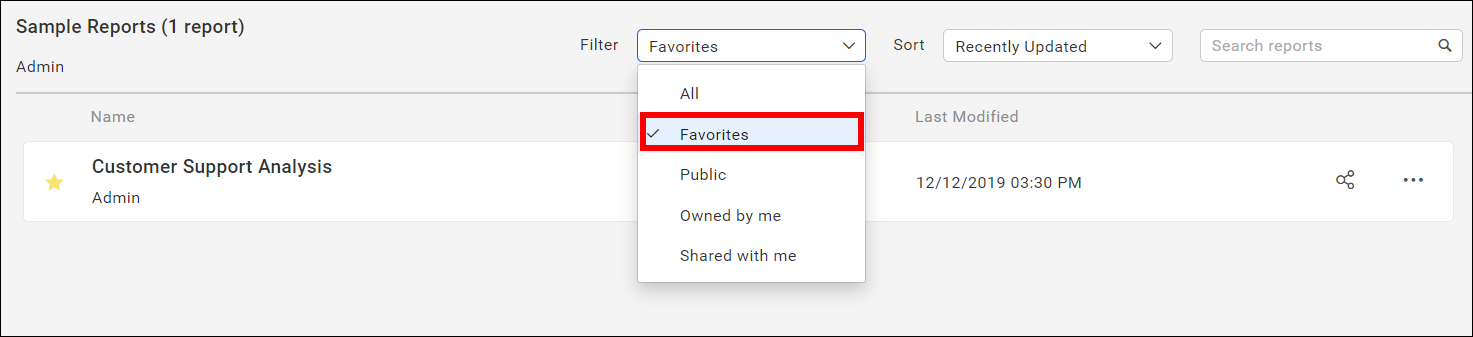 Sample Reports (1 report)
Admin
Filter
Favorites
Sort
Recently Updated
Search reports
All
Favorites
Public
Owned by me
Shared with me
Name
Last Modified
Customer Support Analysis
Admin
12/12/2019 03:30 PM